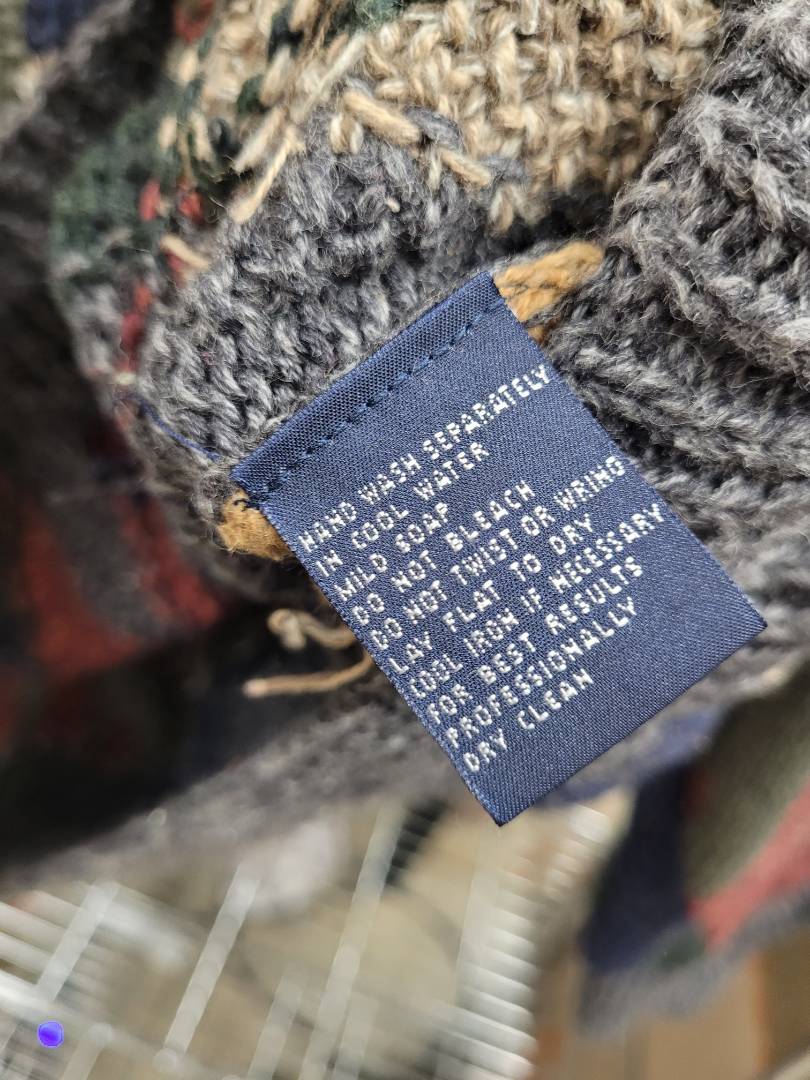 HAND WASH SEPARATELY
IN COOL WATER
MILD SOAP
DO NOT BLEACH
DO NOT TWIST OR WRING
LAY FLAT TO DRY
COOL IRON IF NECESSARY
FOR BEST RESULTS
PROFESSIONALLY
DRY CLEAN